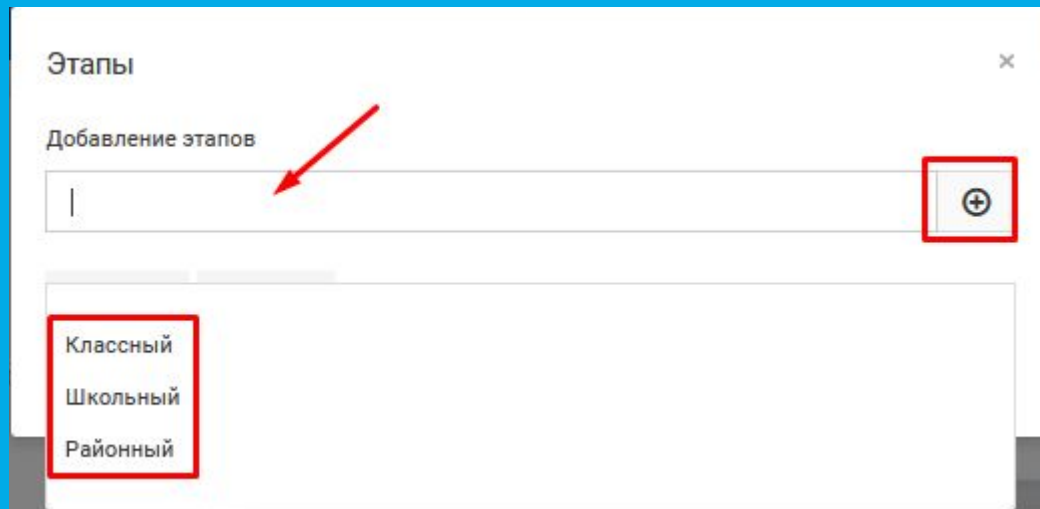 Этапы
Добавление этапов
Классный
Школьный
Районный